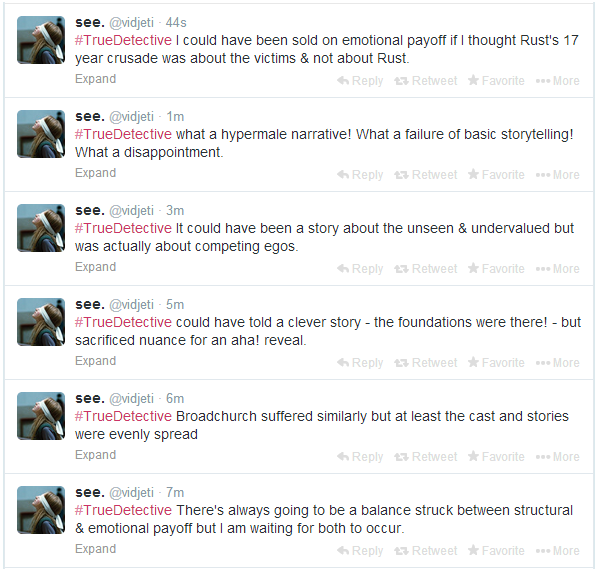 see. @vidjeti · 44s
#TrueDetective I could have been sold on emotional payoff if I thought Rust's 17
year crusade was about the victims & not about Rust.
Expand Reply Retweet Favorite More
see. @vidjeti · 1m
#TrueDetective what a hypermale narrative! What a failure of basic storytelling!
What a disappointment.
Expand Reply Retweet Favorite More
see. @vidjeti · 3m
#TrueDetective It could have been a story about the unseen & undervalued but
was actually about competing egos.
Expand Reply Retweet Favorite More
see. @vidjeti · 5m
#TrueDetective could have told a clever story - the foundations were there! - but
sacrificed nuance for an aha! reveal.
Expand Reply Retweet Favorite More
see. @vidjeti · 6m
#TrueDetective Broadchurch suffered similarly but at least the cast and stories
were evenly spread
Expand Reply Retweet Favorite More
see. @vidjeti · 7m
#TrueDetective There's always going to be a balance struck between structural
& emotional payoff but I am waiting for both to occur.
Expand Reply Retweet Favorite More